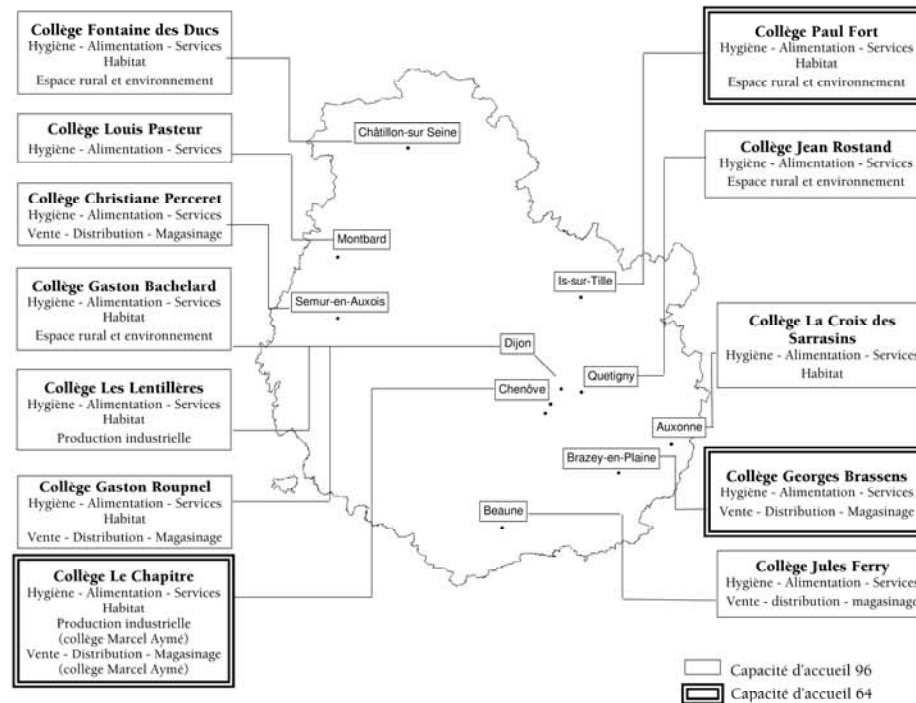 Collège Fontaine des Ducs
Hygiène - Alimentation - Services
Habitat
Espace rural et environnement
Collège Louis Pasteur
Hygiène - Alimentation - Services
Collège Christiane Perceret
Hygiène - Alimentation - Services
Vente - Distribution - Magasinage
Collège Gaston Bachelard
Hygiène - Alimentation - Services
Habitat
Espace rural et environnement
Collège Les Lentillères
Hygiène - Alimentation - Services
Habitat
Production industrielle
Collège Gaston Roupnel
Hygiène - Alimentation - Services
Habitat
Vente - Distribution - Magasinage
Collège Le Chapitre
Hygiène - Alimentation - Services
Habitat
Production industrielle
(collège Marcel Aymé)
Vente - Distribution - Magasinage
(collège Marcel Aymé)
Châtillon-sur Seine
Montbard
Is-sur-Tille
Semur-en-Auxois
Dijon
Quetigny
Chenôve
Auxonne
Brazey-en-Plaine
Beaune
Collège Paul Fort
Hygiène - Alimentation - Services
Habitat
Espace rural et environnement
Collège Jean Rostand
Hygiène - Alimentation - Services
Espace rural et environnement
Collège La Croix des
Sarrasins
Hygiène - Alimentation - Services
Habitat
Collège Georges Brassens
Hygiène - Alimentation - Services
Vente - Distribution - Magasinage
Collège Jules Ferry
Hygiène - Alimentation - Services
Vente - distribution - magasinage
Capacité d'accueil 96
Capacité d'accueil 64